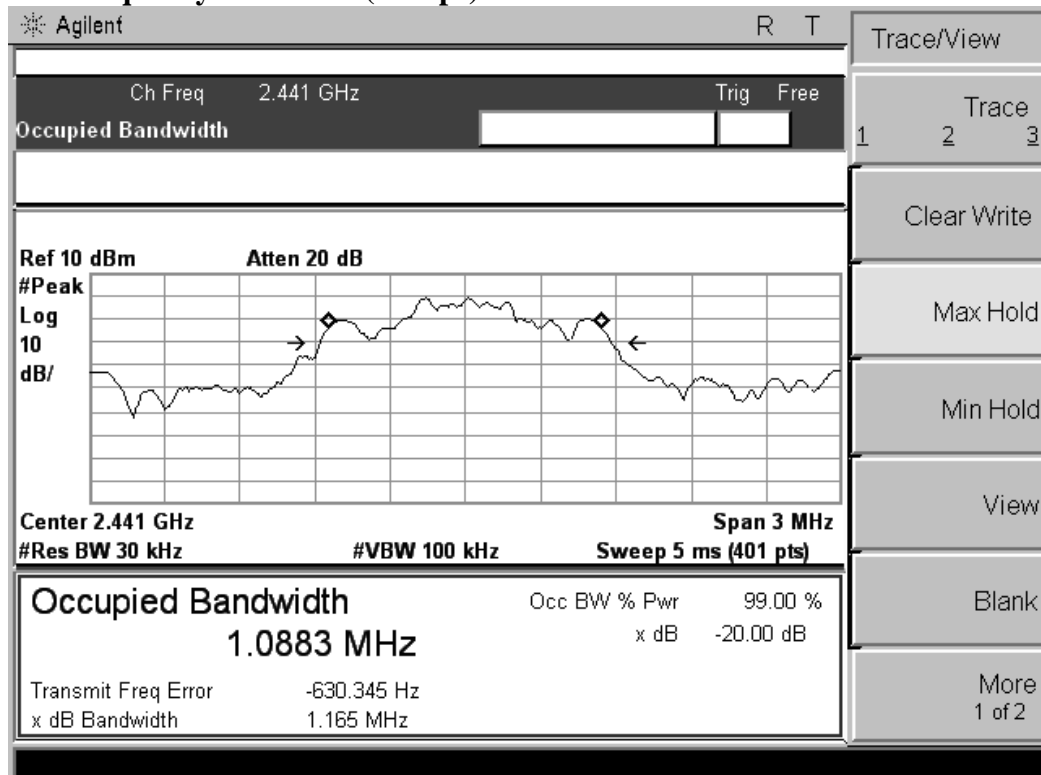 Agilent R T
Trace/View
Ch Freq 2.441 GHz Trig Free
Occupied Bandwidth
Trace
1 2 3
Clear Write
Max Hold
Min Hold
View
Blank
More
1 of 2
Ref 10 dBm Atten 20 dB
#Peak
Log
10
dB/
Center 2.441 GHz Span 3 MHz
#Res BW 30 kHz #VBW 100 kHz Sweep 5 ms (401 pts)
Occupied Bandwidth Occ BW % Pwr 99.00 %
1.0883 MHz x dB -20.00 dB
Transmit Freq Error -630.345 Hz
x dB Bandwidth 1.165 MHz